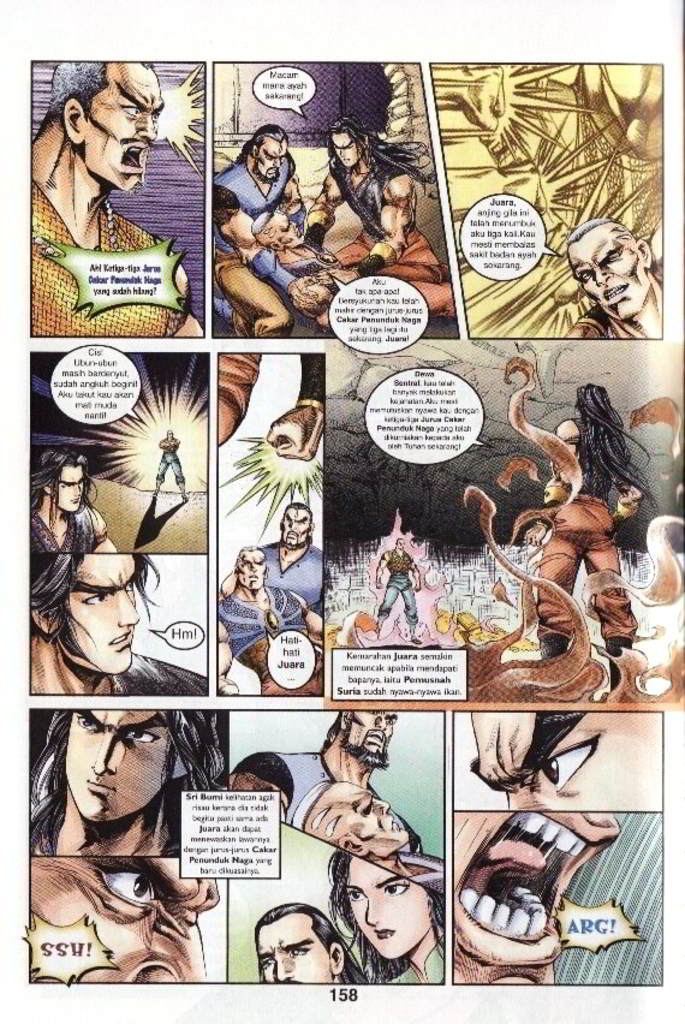 Ah! Ketiga-tiga Jurus
Cakar Penunduk Naga
yang sudah hilang?
Macam
mana ayah
sekarang!
Aku
tak apa-apa!
Bersyukurlah kau telah
mahir dengan jurus-jurus
Cakar Penunduk Naga
yang tiga lagi itu
sekarang, Juara!
Juara,
anjing gila ini
telah menumbuk
aku tiga kali. Kau
mesti membalas
sakit badan ayah
sekarang.
Cis!
Ubun-ubun
masih berdenyut,
sudah angkuh begini!
Aku takut kau akan
mati muda
nanti!
Hm!
Hati-
hati
Juara
...
Dewa
Sentral, kau telah
banyak melakukan
kejahatan. Aku mesti
memutuskan nyawa kau dengan
ketiga-tiga Jurus Cakar
Penunduk Naga yang telah
dikurniakan kepada aku
oleh Tuhan sekarang!
Kemarahan Juara semakin
memuncak apabila mendapati
bapanya, iaitu Pemusnah
Suria sudah nyawa-nyawa ikan.
Sri Bumi kelihatan agak
risau kerana dia tidak
begitu pasti sama ada
Juara akan dapat
menewaskan lawannya
dengan jurus-jurus Cakar
Penunduk Naga yang
baru dikuasainya.
SSH!
ARG!
158